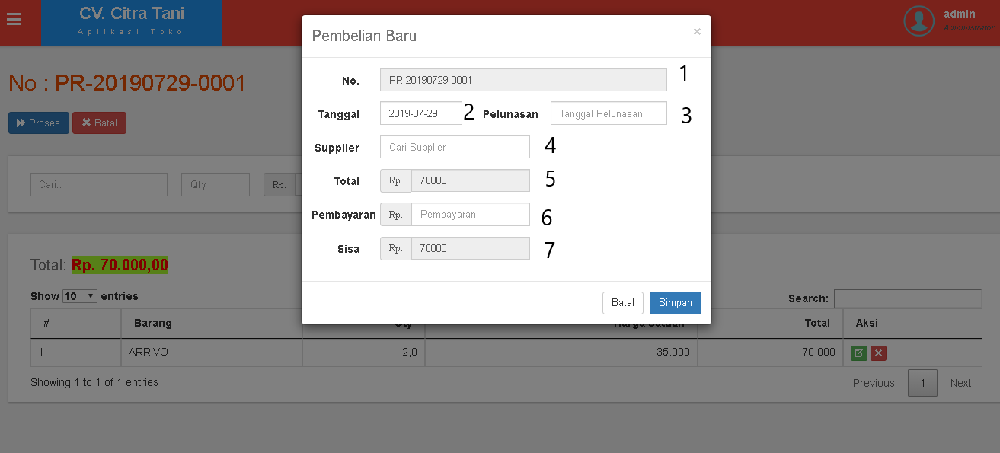 CV. Citra Tani
Aplikasi Toko
admin
Administrator
No : PR-20190729-0001
Proses
Batal
Cari..
Qty
Rp.
Total: Rp. 70.000,00
Show 10 entries
Search:
# Barang Qty Harga Satuan Total Aksi
1 ARRIVO 2,0 35.000 70.000
Showing 1 to 1 of 1 entries
Previous 1 Next
Pembelian Baru ×
No. PR-20190729-0001 1
Tanggal 2019-07-29 2 Pelunasan Tanggal Pelunasan 3
Supplier Cari Supplier 4
Total Rp. 70000 5
Pembayaran Rp. Pembayaran 6
Sisa Rp. 70000 7
Batal Simpan